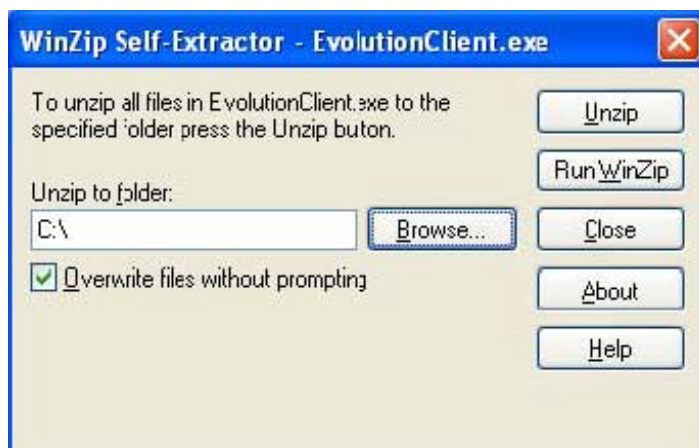 WinZip Self-Extractor - EvolutionClient.exe
To unzip all files in EvolutionClient.exe to the
specified folder press the Unzip button.
Unzip to folder:
C:\
Browse...
Overwrite files without prompting
Unzip
Run WinZip
Close
About
Help